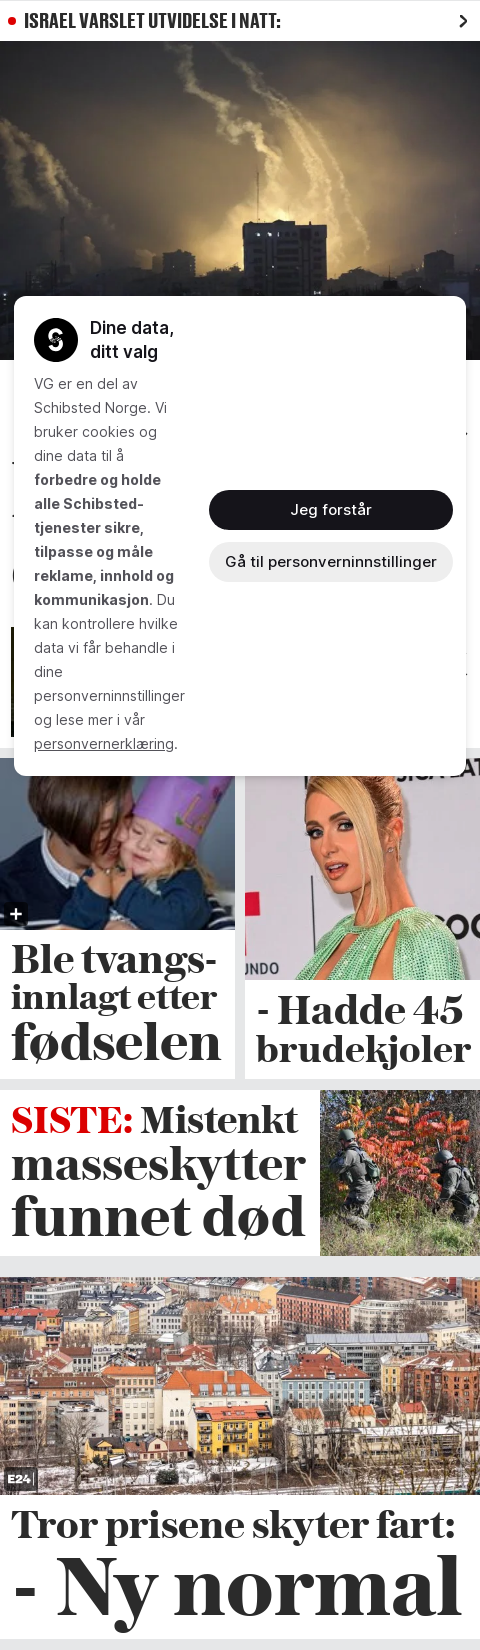 ISRAEL VARSLET UTVIDELSE I NATT:
Dine data,
ditt valg
VG er en del av
Schibsted Norge. Vi
bruker cookies og
dine data til å
forbedre og holde
alle Schibsted-
tjenester sikre,
tilpasse og måle
reklame, innhold og
kommunikasjon. Du
kan kontrollere hvilke
data vi får behandle i
dine
personverninnstillinger
og lese mer i vår
personvernerklæring.
Jeg forstår
Gå til personverninnstillinger
Ble tvangs-
innlagt etter
fødselen
UNDO
- Hadde 45
brudekjoler
SISTE: Mistenkt
masseskytter
funnet død
E24
Tror prisene skyter fart:
- Ny normal